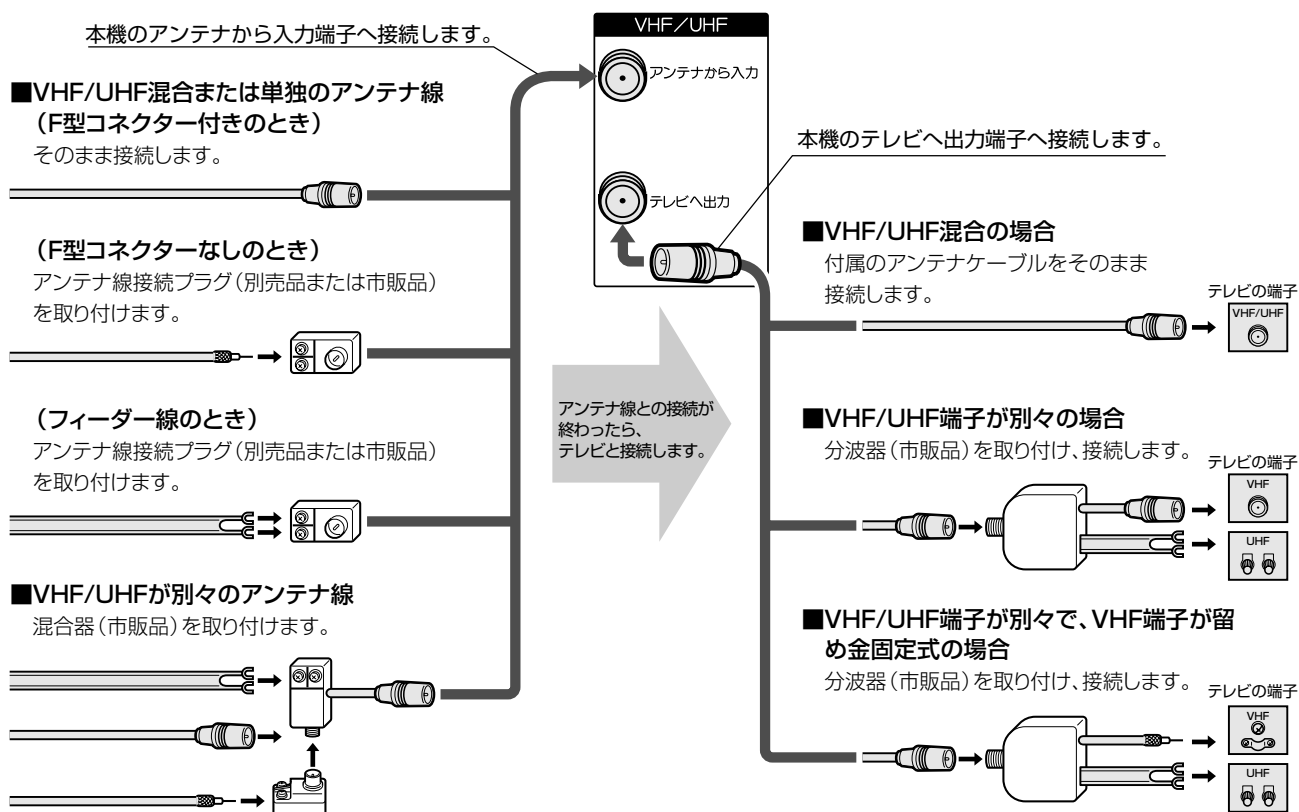 本機のアンテナから入力端子へ接続します。
■VHF/UHF混合または単独のアンテナ線
（F型コネクター付きのとき）
そのまま接続します。
（F型コネクターなしのとき）
アンテナ線接続プラグ（別売品または市販品）
を取り付けます。
（フィーダー線のとき）
アンテナ線接続プラグ（別売品または市販品）
を取り付けます。
■VHF/UHFが別々のアンテナ線
混合器（市販品）を取り付けます。
VHF／UHF
アンテナから入力
テレビへ出力
アンテナ線との接続が
終わったら、
テレビと接続します。
本機のテレビへ出力端子へ接続します。
■VHF/UHF混合の場合
付属のアンテナケーブルをそのまま
接続します。
テレビの端子
VHF/UHF
■VHF/UHF端子が別々の場合
分波器（市販品）を取り付け、接続します。
テレビの端子
VHF
UHF
■VHF/UHF端子が別々で、VHF端子が留
め金固定式の場合
分波器（市販品）を取り付け、接続します。
テレビの端子
VHF
UHF